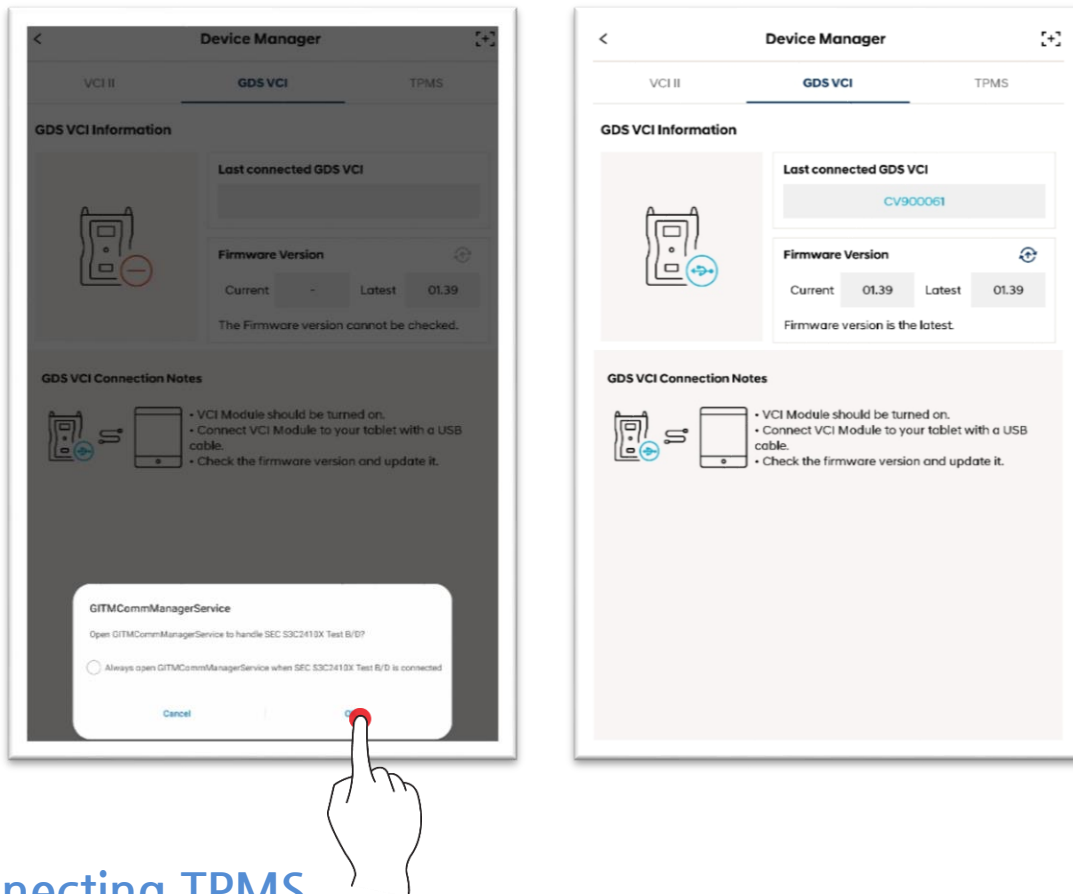 Device Manager
VCI II
GDS VCI
TPMS
GDS VCI Information
Last connected GDS VCI
Firmware Version
Current
-
Latest
01.39
The Firmware version cannot be checked.
GDS VCI Connection Notes
• VCI Module should be turned on.
• Connect VCI Module to your tablet with a USB
cable.
• Check the firmware version and update it.
GITMCommManagerService
Open GITMCommManagerService to handle SEC S3C2410X Test B/D?
Always open GITMCommManagerService when SEC S3C2410X Test B/D is connected
Cancel
Device Manager
VCI II
GDS VCI
TPMS
GDS VCI Information
Last connected GDS VCI
CV900061
Firmware Version
Current
01.39
Latest
01.39
Firmware version is the latest.
GDS VCI Connection Notes
• VCI Module should be turned on.
• Connect VCI Module to your tablet with a USB
cable.
• Check the firmware version and update it.
TPMS